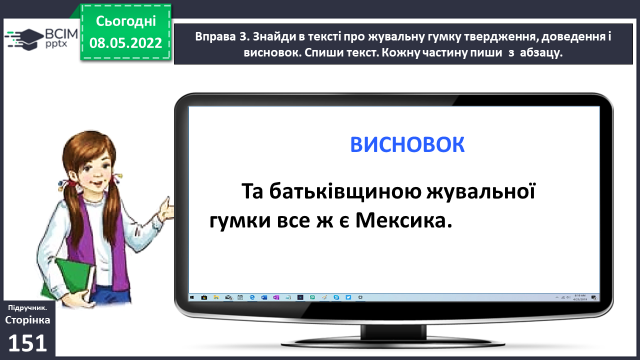 Сьогодні
08.05.2022
BCIM
pptx
Вправа 3. Знайди в тексті про жувальну гумку твердження, доведення і
висновок. Спиши текст. Кожну частину пиши з абзацу.
ВИСНОВОК
Та батьківщиною жувальної
гумки все ж є Мексика.
Підручник.
Сторінка
151